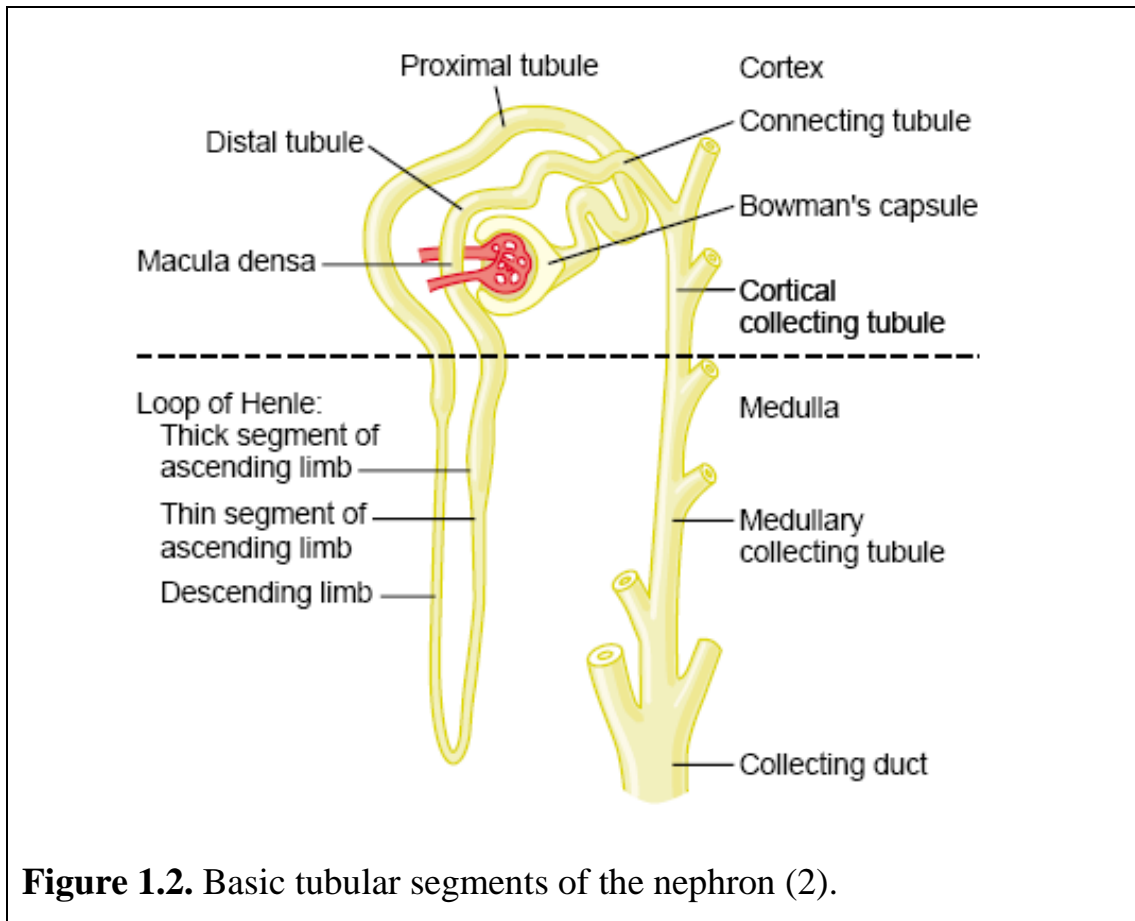 Proximal tubule
Cortex
Distal tubule
Connecting tubule
Bowman's capsule
Macula densa
Cortical
collecting tubule
Loop of Henle:
Thick segment of
ascending limb
Medulla
Thin segment of
ascending limb
Medullary
collecting tubule
Descending limb
Collecting duct
Figure 1.2. Basic tubular segments of the nephron (2).